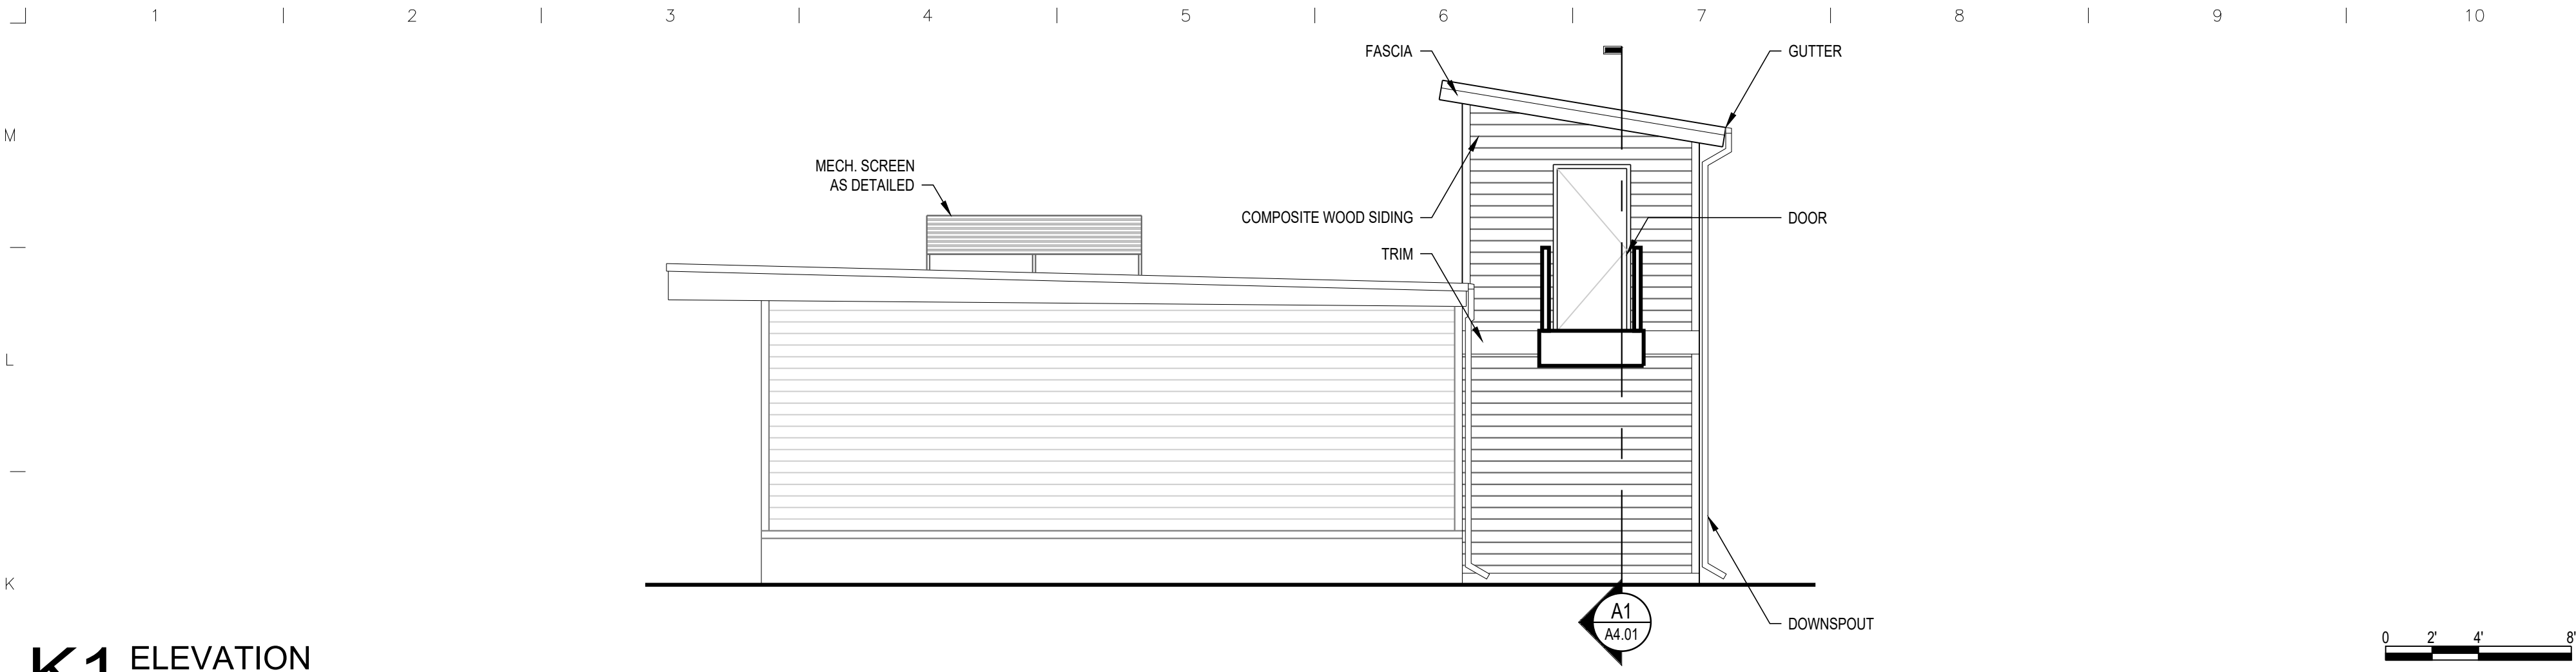 1 2 3 4 5 6 7 8 9 10
FASCIA
GUTTER
M
MECH. SCREEN
AS DETAILED
COMPOSITE WOOD SIDING
DOOR
TRIM
L
K
A1
A4.01
DOWNSPOUT
0 2' 4' 8'
K1 ELEVATION